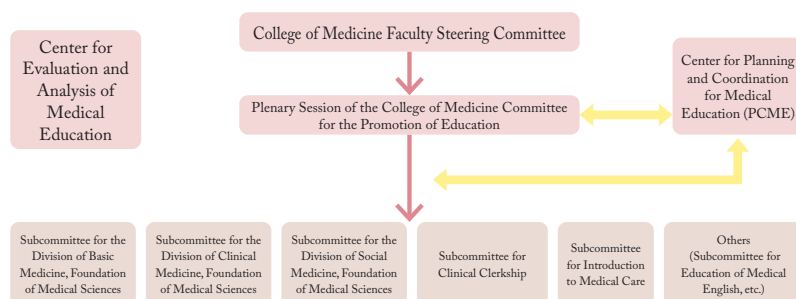 Center for
Evaluation and
Analysis of
Medical
Education
College of Medicine Faculty Steering Committee
Plenary Session of the College of Medicine Committee
for the Promotion of Education
Center for Planning
and Coordination
for Medical
Education (PCME)
Subcommittee for the
Division of Basic
Medicine, Foundation
of Medical Sciences
Subcommittee for the
Division of Clinical
Medicine, Foundation
of Medical Sciences
Subcommittee for the
Division of Social
Medicine, Foundation
of Medical Sciences
Subcommittee for
Clinical Clerkship
Subcommittee
for Introduction
to Medical Care
Others
(Subcommittee for
Education of Medical
English, etc.)